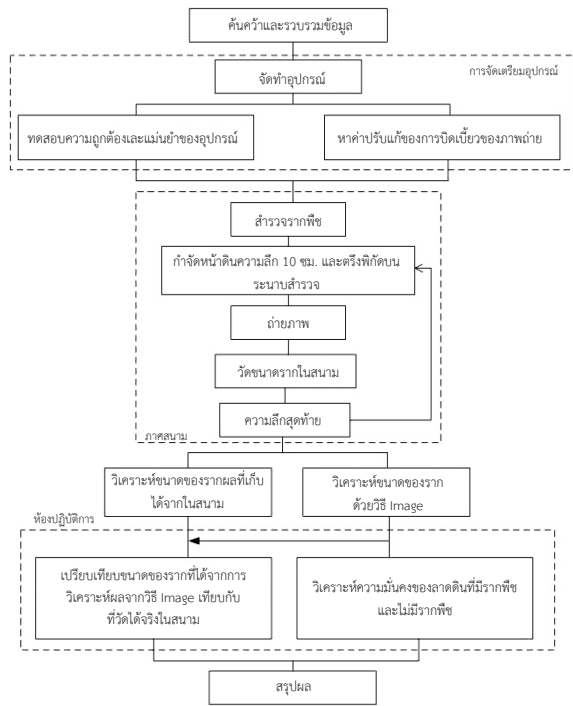 ค้นคว้าและรวบรวมข้อมูล
การจัดเตรียมอุปกรณ์
จัดทำอุปกรณ์
ทดสอบความถูกต้องและแม่นยำของอุปกรณ์
หาค่าปรับแก้ของการบิดเบี้ยวของภาพถ่าย
สำรวจรากพืช
กำจัดหน้าดินความลึก 10 ซม. และตรึงพิกัดบน
ระนาบสำรวจ
ถ่ายภาพ
วัดขนาดรากในสนาม
ความลึกสุดท้าย
ภาคสนาม
วิเคราะห์ขนาดของรากผลที่เก็บ
ได้จากในสนาม
วิเคราะห์ขนาดของราก
ด้วยวิธี Image
ห้องปฏิบัติการ
เปรียบเทียบขนาดของรากที่ได้จากการ
วิเคราะห์ผลจากวิธี Image เทียบกับ
ที่วัดได้จริงในสนาม
วิเคราะห์ความมั่นคงของลาดดินที่มีรากพืช
และไม่มีรากพืช
สรุปผล